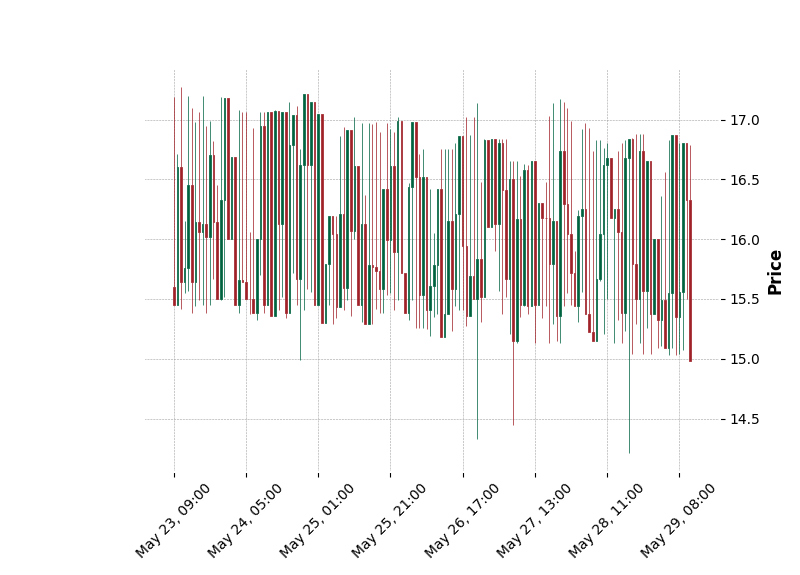 17.0
16.5
16.0
15.5
15.0
14.5
Price
May 23, 09:00
May 24, 05:00
May 25, 01:00
May 25, 21:00
May 26, 17:00
May 27, 13:00
May 28, 11:00
May 29, 08:00